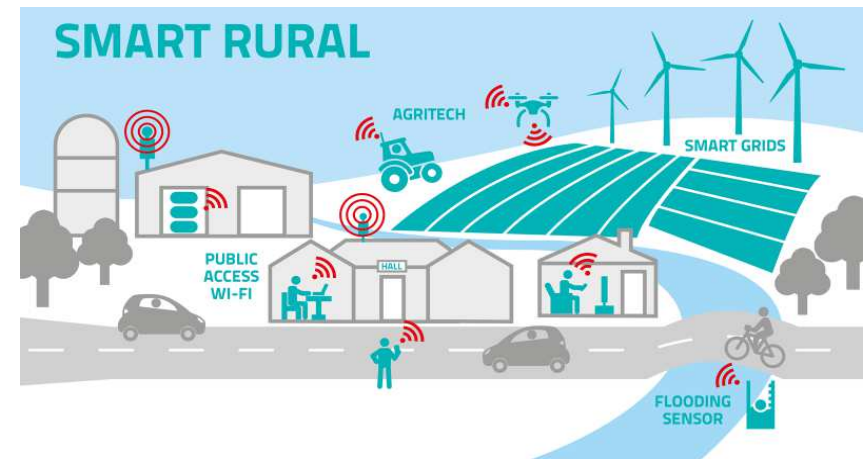 SMART RURAL
AGRITECH
SMART GRIDS
PUBLIC
ACCESS
WI-FI
HALL
FLOODING
SENSOR